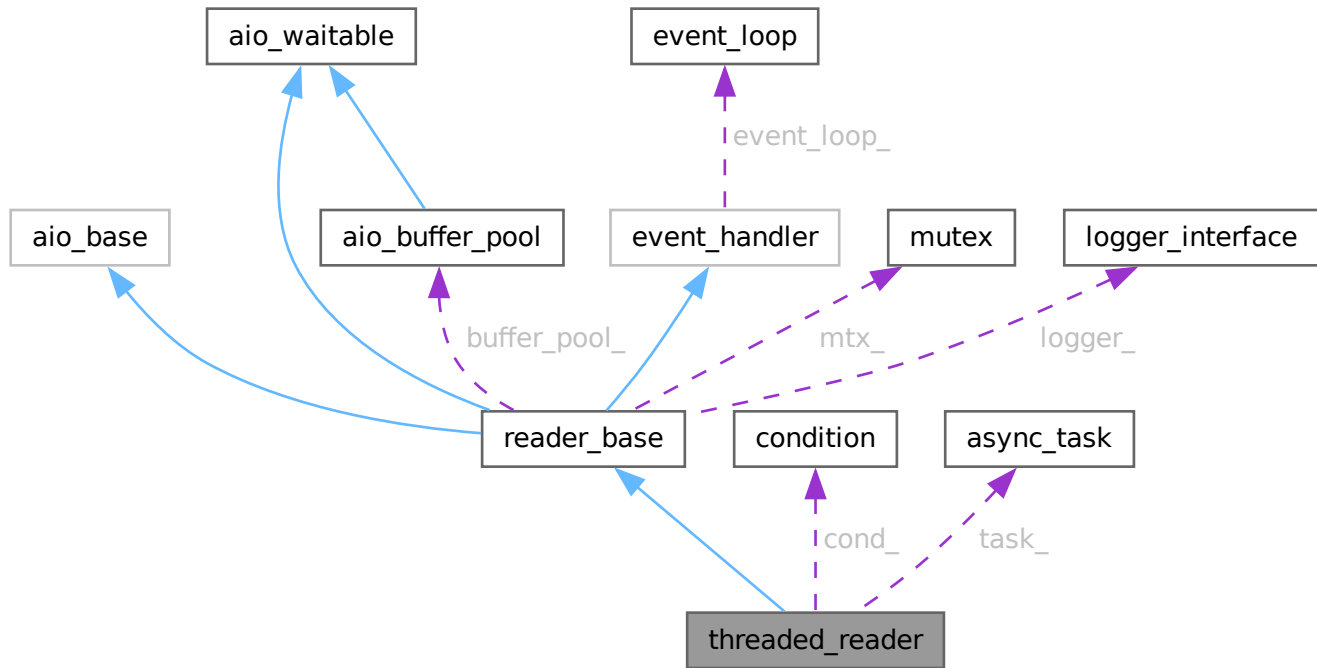 aio_waitable
event_loop
event_loop_
aio_base
aio_buffer_pool
event_handler
mutex
logger_interface
buffer_pool_
mtx_
logger_
reader_base
condition
async_task
cond_
task_
threaded_reader